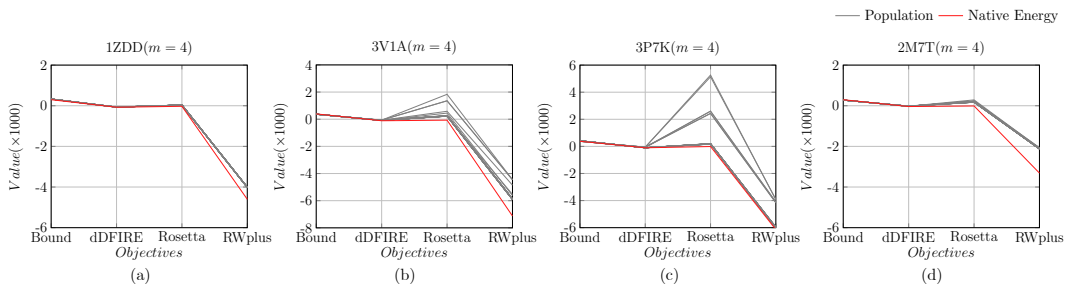 Population Native Energy
1ZDD(m = 4)
2
0
-2
-4
-6
Value(×1000)
Bound dDFIRE Rosetta RWplus
Objectives
(a)
3V1A(m = 4)
4
2
0
-2
-4
-6
-8
Value(×1000)
Bound dDFIRE Rosetta RWplus
Objectives
(b)
3P7K(m = 4)
6
4
2
0
-2
-4
-6
Value(×1000)
Bound dDFIRE Rosetta RWplus
Objectives
(c)
2M7T(m = 4)
2
0
-2
-4
-6
Value(×1000)
Bound dDFIRE Rosetta RWplus
Objectives
(d)